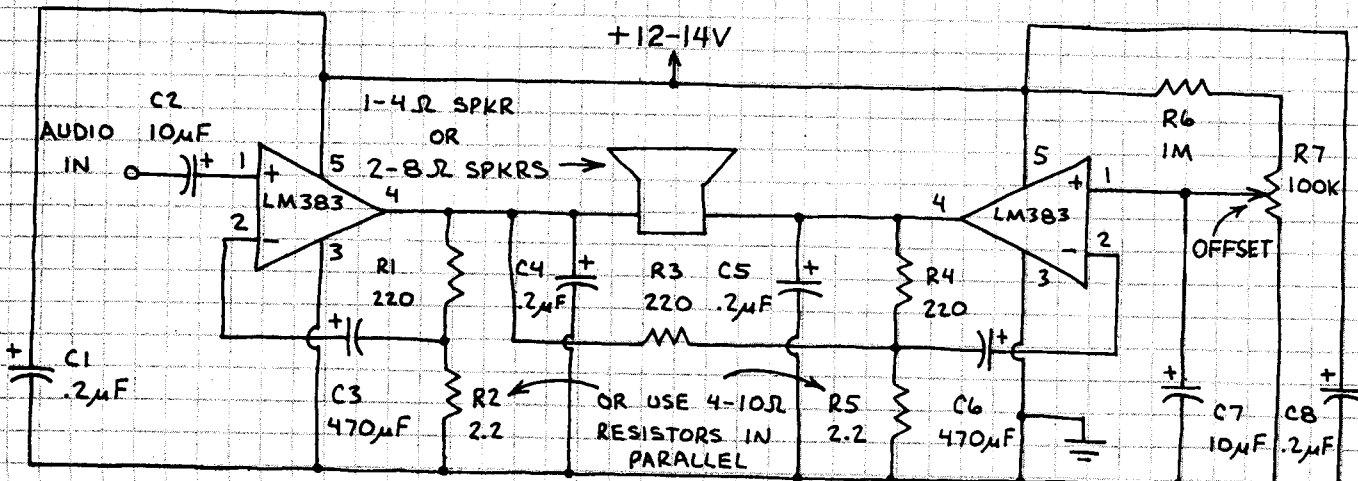 +12-14V
C2
10µF
AUDIO
IN
+
1
+
LM383
5
4
2
-
3
1-4Ω SPKR
OR
2-8Ω SPKRS
R6
1M
R7
100K
OFFSET
5
1
+
LM383
4
-
2
3
R1
220
C4
.2µF
+
R3
220
C5
.2µF
+
R4
220
+
C1
.2µF
+
C3
470µF
R2
2.2
OR USE 4-10Ω
RESISTORS IN
PARALLEL
R5
2.2
+
C6
470µF
+
C7
10µF
+
C8
.2µF